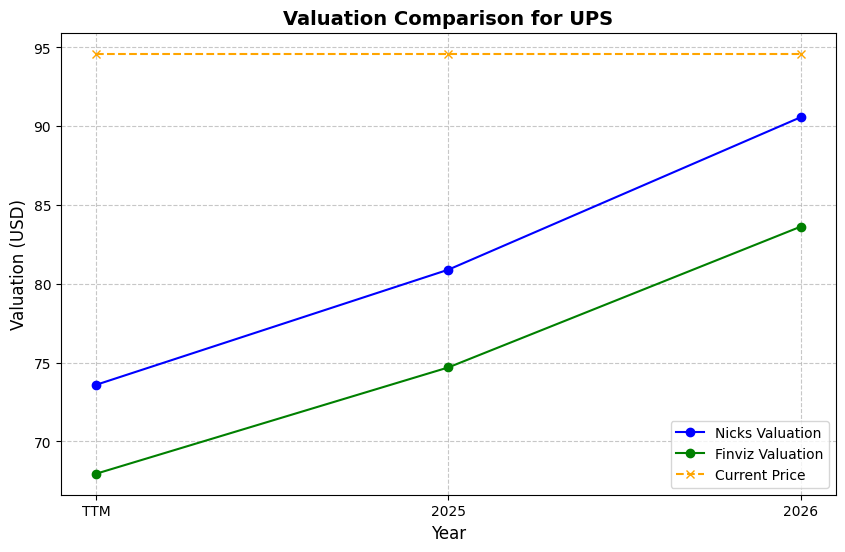 Valuation Comparison for UPS
Valuation (USD)
95
90
85
80
75
70
TTM
2025
2026
Year
Nicks Valuation
Finviz Valuation
Current Price